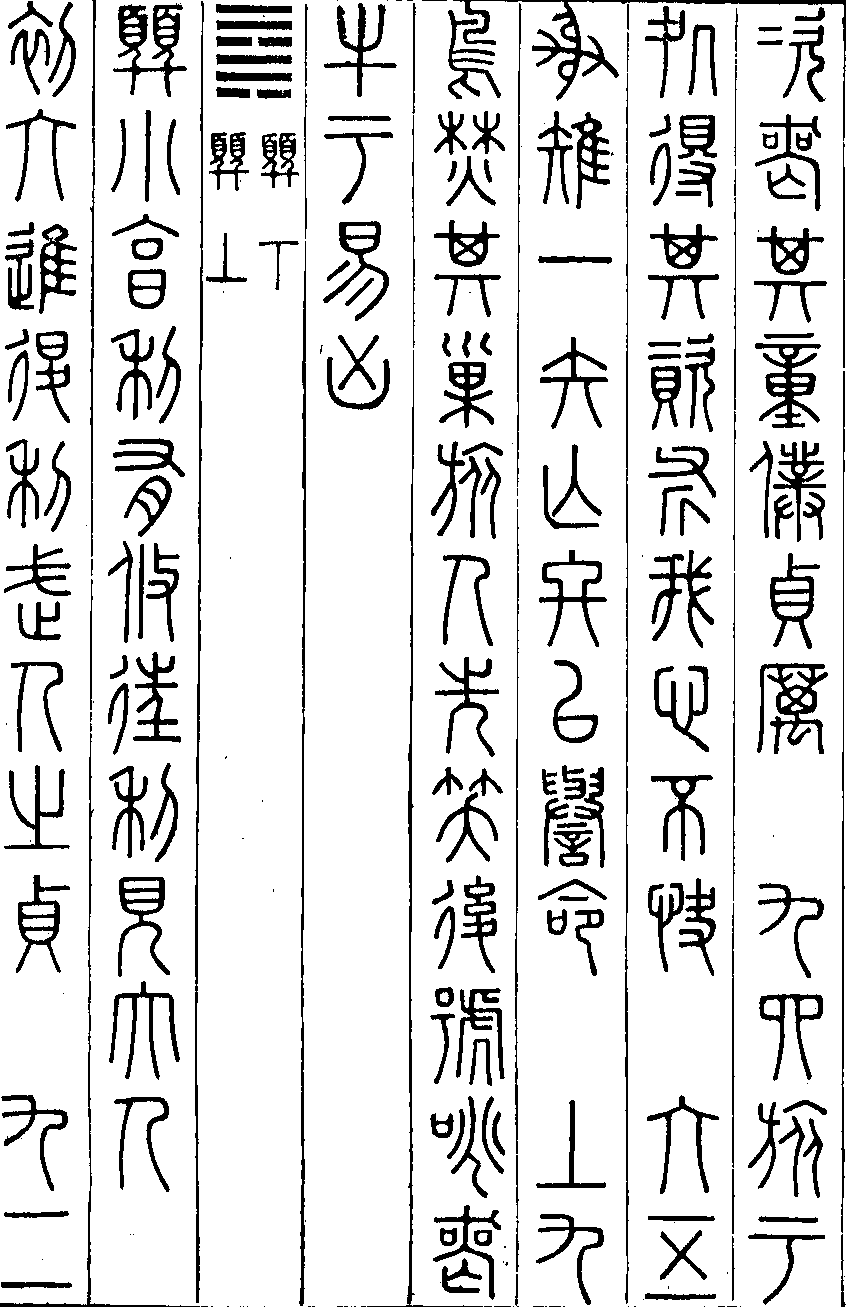 次喪其童僕貞厲　九四旅于
処得其資斧我心不快　六五
射雉一矢亡終以譽命　上九
鳥焚其巢旅人先笑後號咷喪
牛于易凶
䷸ 巽下巽上
巽小亨利有攸往利見大人
初六進退利武人之貞　九二